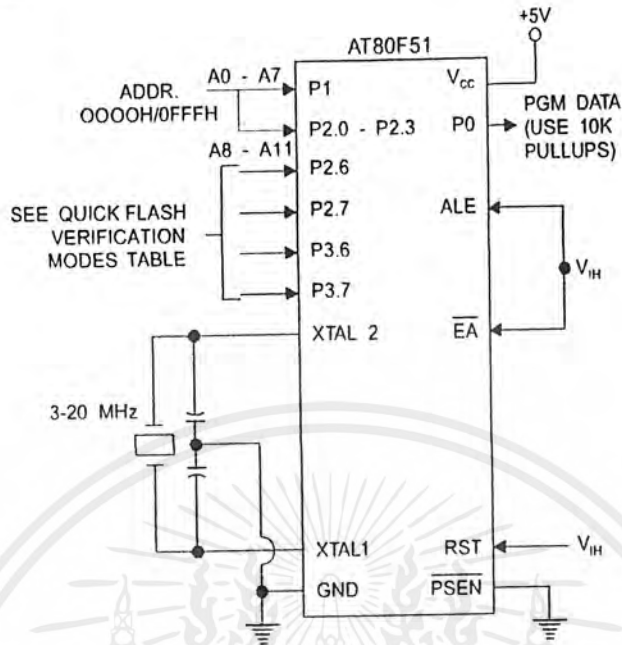 +5V
AT80F51
A0 - A7
ADDR.
OOOOH/0FFFH
P1
Vcc
P2.0 - P2.3
P0
PGM DATA
(USE 10K
PULLUPS)
A8 - A11
P2.6
SEE QUICK FLASH
VERIFICATION
MODES TABLE
P2.7
ALE
P3.6
VIH
P3.7
EA
XTAL 2
3-20 MHz
XTAL1
RST
VIH
GND
PSEN